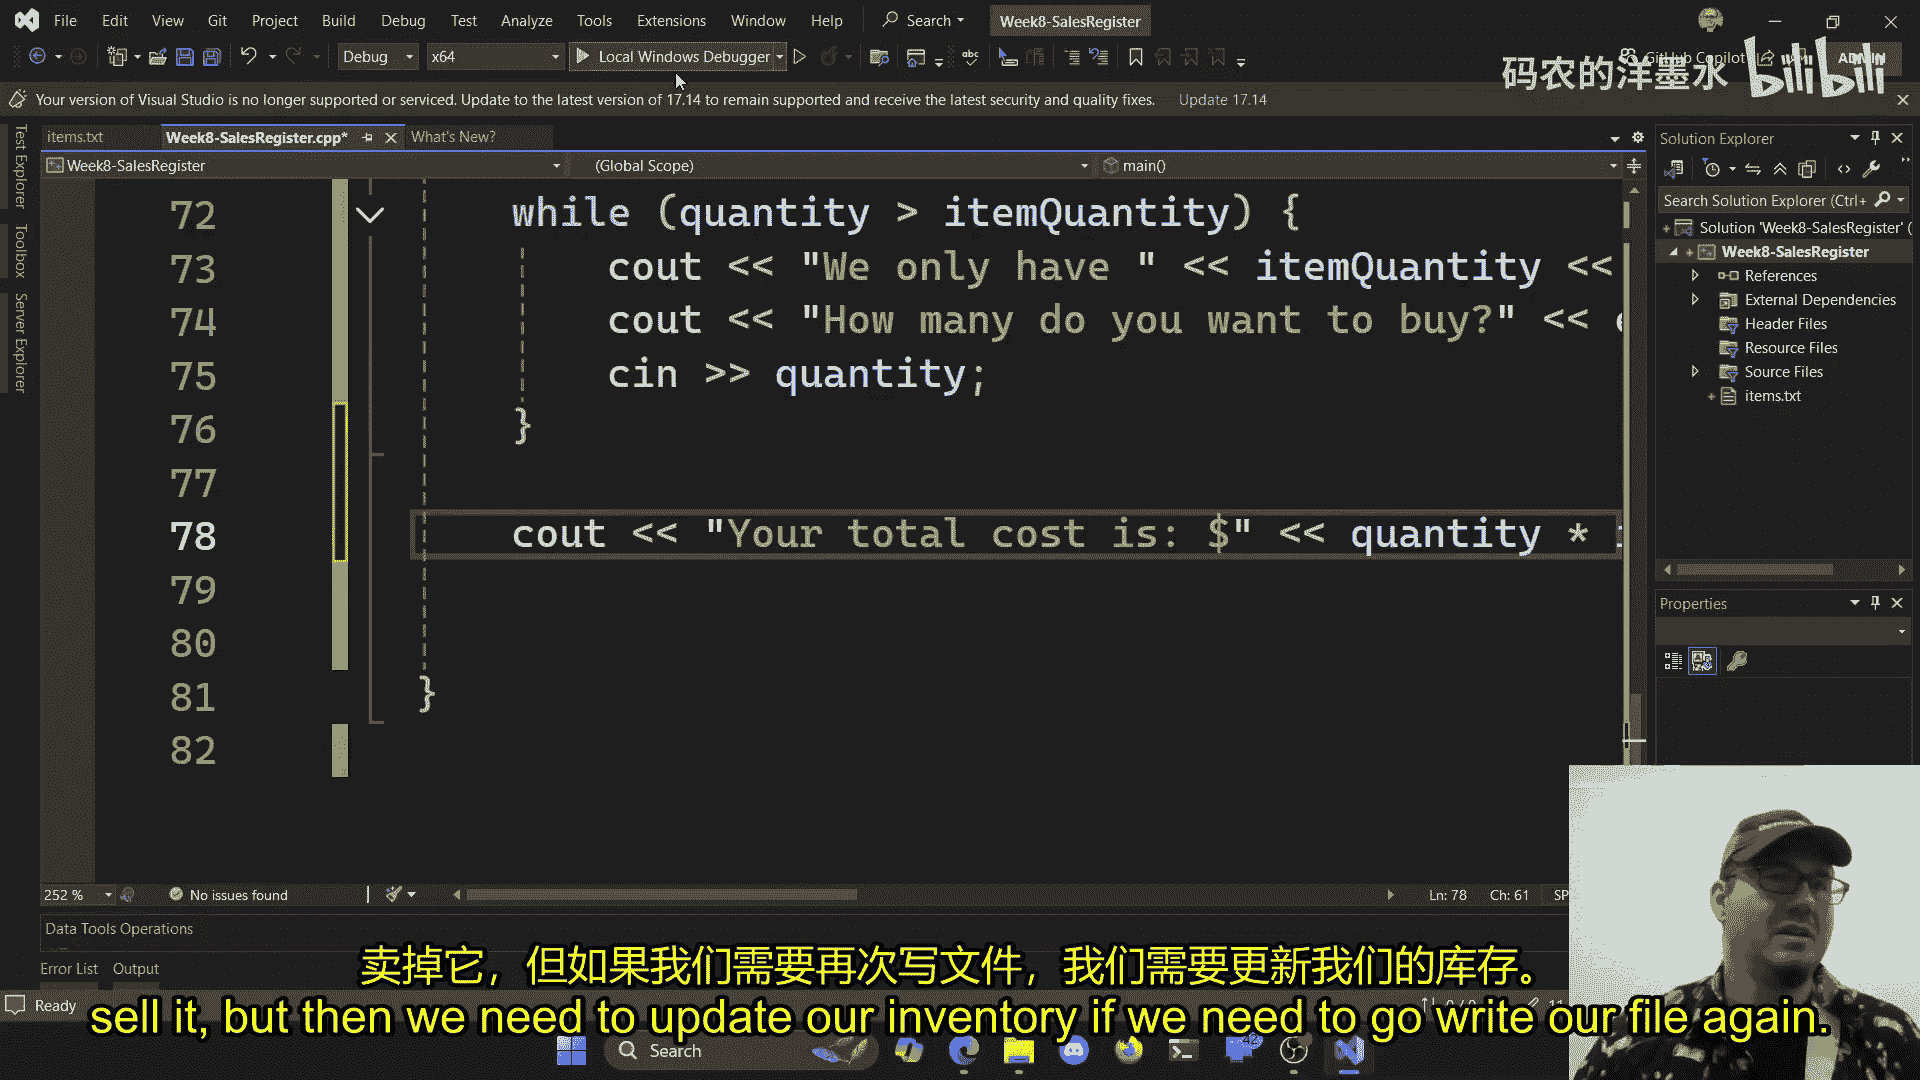 File Edit View Git Project Build Debug Test Analyze Tools Extensions Window Help Search Week8-SalesRegister
Debug x64 Local Windows Debugger GitHub Copilot
码农的洋墨水 bilibili
Your version of Visual Studio is no longer supported or serviced. Update to the latest version of 17.14 to remain supported and receive the latest security and quality fixes. Update 17.14
Test Explorer
Toolbox
Server Explorer
items.txt Week8-SalesRegister.cpp* What's New?
Week8-SalesRegister (Global Scope) main()
72 while (quantity > itemQuantity) {
73 cout << "We only have " << itemQuantity <<
74 cout << "How many do you want to buy?" << e
75 cin >> quantity;
76 }
77
78 cout << "Your total cost is: $" << quantity *
79
80
81 }
82
Solution Explorer
Search Solution Explorer (Ctrl+
Solution 'Week8-SalesRegister' (
Week8-SalesRegister
References
External Dependencies
Header Files
Resource Files
Source Files
items.txt
Properties
252 % No issues found Ln: 78 Ch: 61
Data Tools Operations
Error List Output
Ready
卖掉它，但如果我们需要再次写文件，我们需要更新我们的库存。
sell it, but then we need to update our inventory if we need to go write our file again.
Search
42